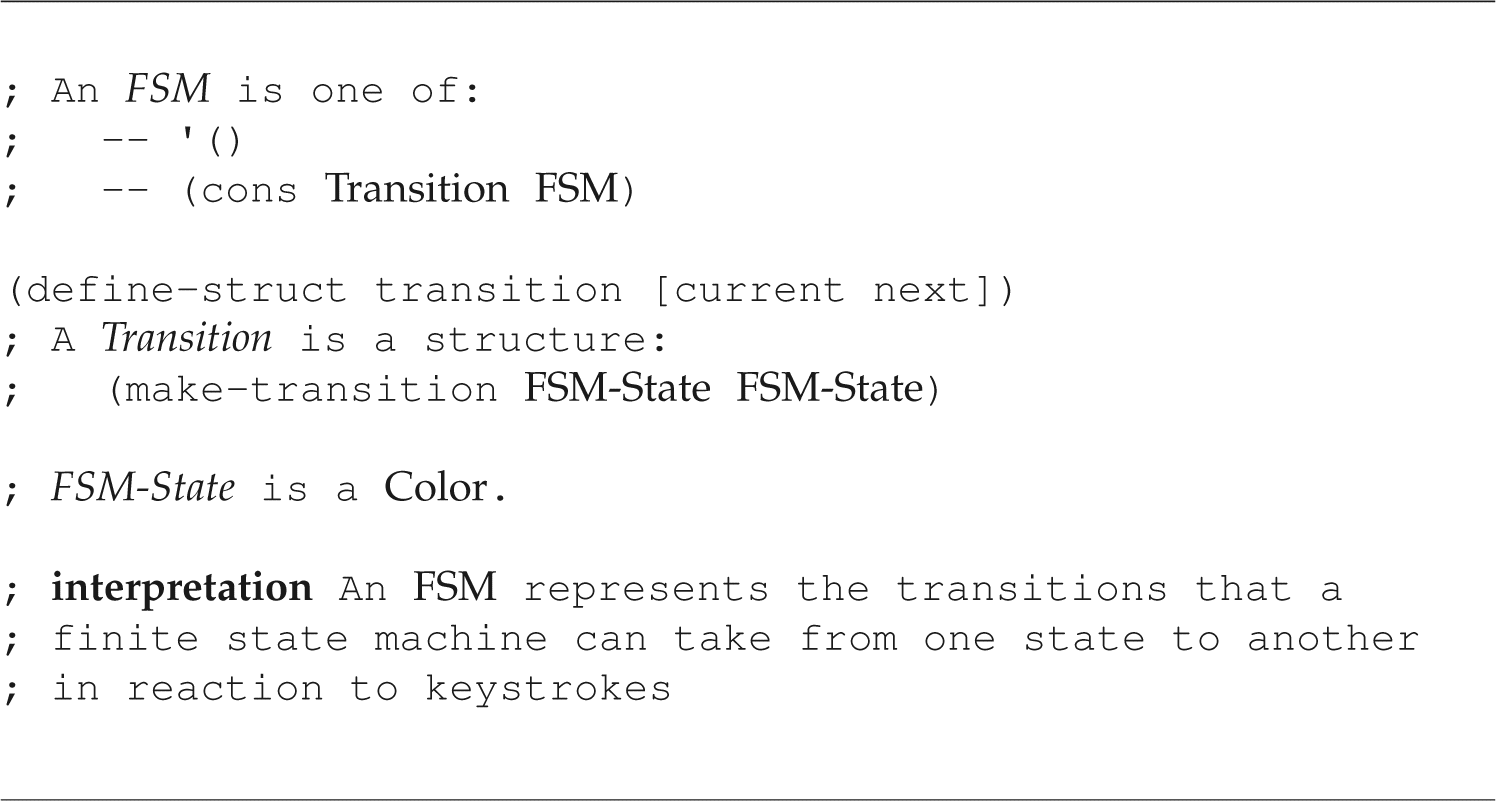 ; An FSM is one of:
;   -- '()
;   -- (cons Transition FSM)
(define-struct transition [current next])
; A Transition is a structure:
;   (make-transition FSM-State FSM-State)
; FSM-State is a Color.
; interpretation An FSM represents the transitions that a
; finite state machine can take from one state to another
; in reaction to keystrokes